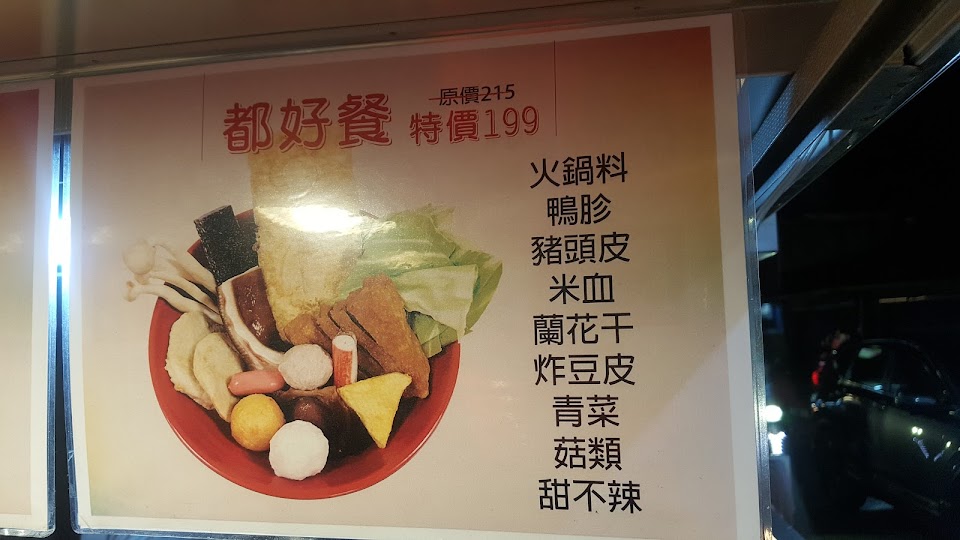 都好餐
原價215
特價199
火鍋料
鴨胗
豬頭皮
米血
蘭花干
炸豆皮
青菜
菇類
甜不辣